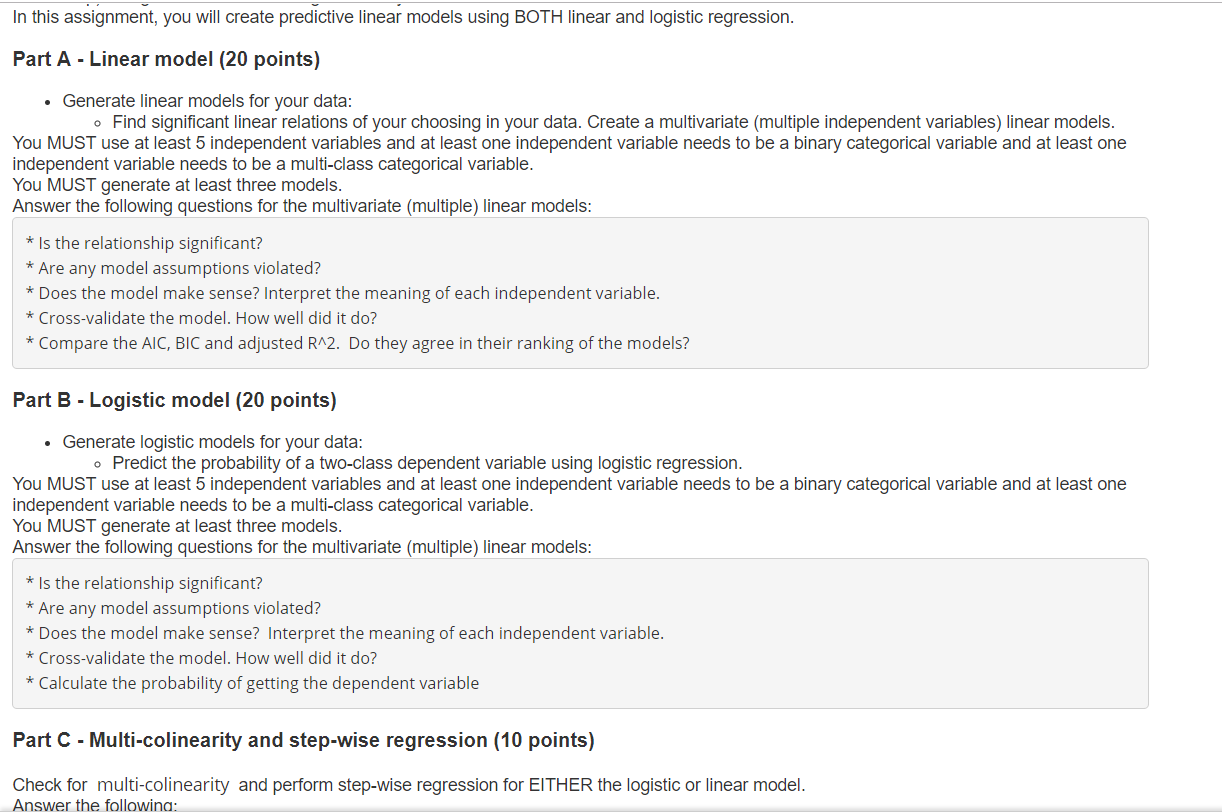 In this assignment, you will create predictive linear models using BOTH linear and logistic regression.
Part A - Linear model (20 points)
• Generate linear models for your data:
◦ Find significant linear relations of your choosing in your data. Create a multivariate (multiple independent variables) linear models.
You MUST use at least 5 independent variables and at least one independent variable needs to be a binary categorical variable and at least one
independent variable needs to be a multi-class categorical variable.
You MUST generate at least three models.
Answer the following questions for the multivariate (multiple) linear models:
* Is the relationship significant?
* Are any model assumptions violated?
* Does the model make sense? Interpret the meaning of each independent variable.
* Cross-validate the model. How well did it do?
* Compare the AIC, BIC and adjusted R^2.  Do they agree in their ranking of the models?
Part B - Logistic model (20 points)
• Generate logistic models for your data:
◦ Predict the probability of a two-class dependent variable using logistic regression.
You MUST use at least 5 independent variables and at least one independent variable needs to be a binary categorical variable and at least one
independent variable needs to be a multi-class categorical variable.
You MUST generate at least three models.
Answer the following questions for the multivariate (multiple) linear models:
* Is the relationship significant?
* Are any model assumptions violated?
* Does the model make sense?  Interpret the meaning of each independent variable.
* Cross-validate the model. How well did it do?
* Calculate the probability of getting the dependent variable
Part C - Multi-colinearity and step-wise regression (10 points)
Check for  multi-colinearity  and perform step-wise regression for EITHER the logistic or linear model.
Answer the following: